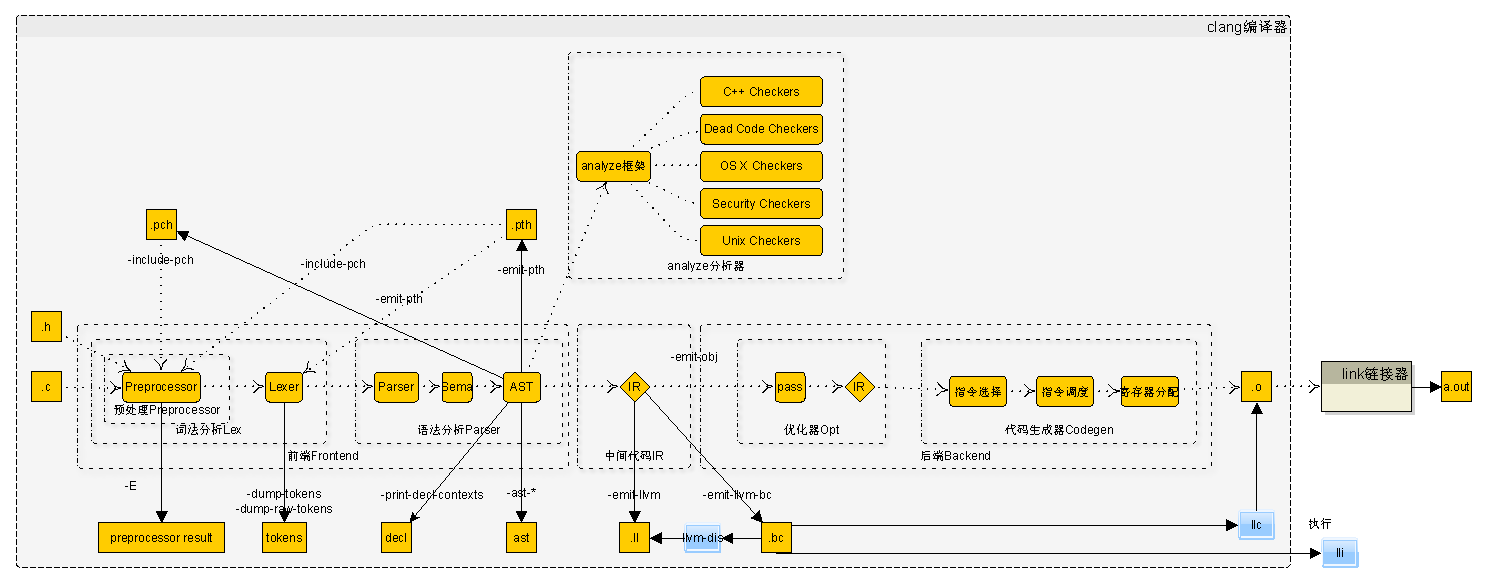 clang编译器
C++ Checkers
Dead Code Checkers
analyze框架
OS X Checkers
Security Checkers
Unix Checkers
analyze分析器
.pch
.pth
-include-pch
-include-pch
-emit-pth
-emit-pth
.h
-emit-obj
.c
Preprocessor
Lexer
Parser
Sema
AST
IR
pass
IR
指令选择
指令调度
寄存器分配
.o
link链接器
a.out
预处理Preprocessor
词法分析Lex
语法分析Parser
优化器Opt
代码生成器Codegen
前端Frontend
中间代码IR
后端Backend
-E
-dump-tokens
-dump-raw-tokens
-print-decl-contexts
-ast-*
-emit-llvm
-emit-llvm-bc
preprocessor result
tokens
decl
ast
.ll
llvm-dis
.bc
llc
执行
lli